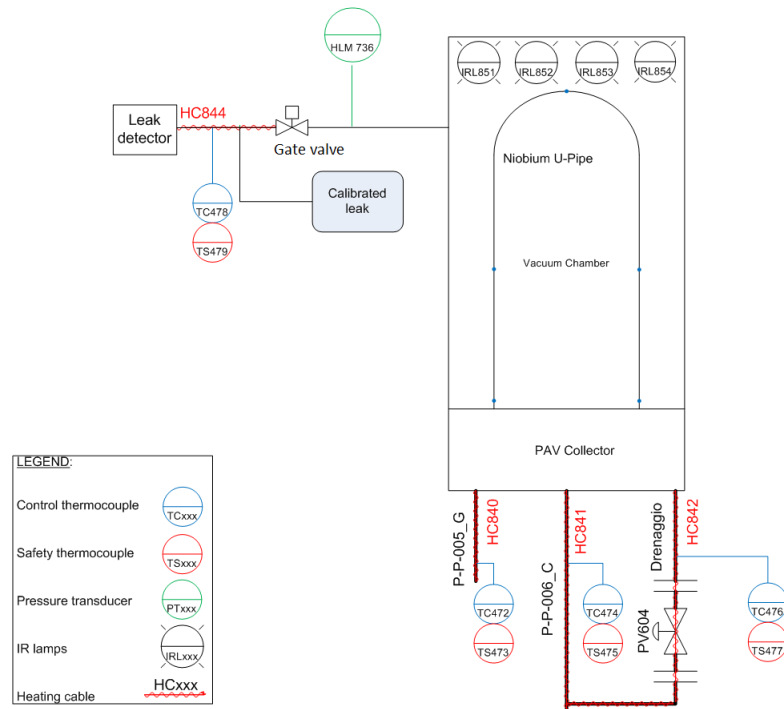 HLM 736
IRL851
IRL852
IRL853
IRL854
HC844
Leak
detector
Gate valve
Niobium U-Pipe
Calibrated
leak
TC478
TS479
Vacuum Chamber
PAV Collector
P-P-005_G
HC840
P-P-006_C
HC841
Drenaggio
HC842
TC472
TS473
TC474
TS475
PV604
TC476
TS477
LEGEND:
Control thermocouple
TCxxx
Safety thermocouple
TSxxx
Pressure transducer
PTxxx
IR lamps
IRLxxx
Heating cable
HCxxx